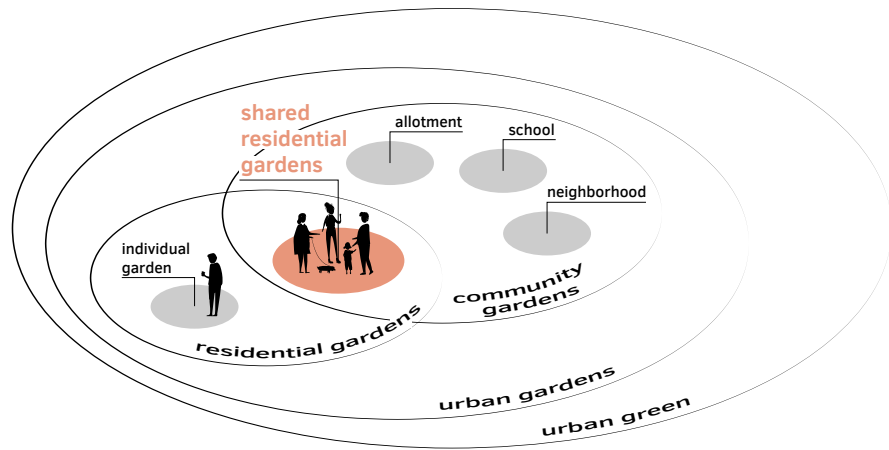 shared
residential
gardens
allotment
school
neighborhood
individual
garden
community
gardens
residential gardens
urban gardens
urban green